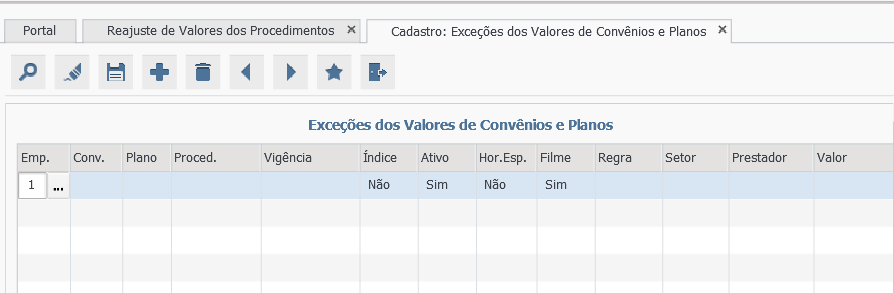 Portal Reajuste de Valores dos Procedimentos × Cadastro: Exceções dos Valores de Convênios e Planos ×
Exceções dos Valores de Convênios e Planos
Emp. Conv. Plano Proced. Vigência Índice Ativo Hor.Esp. Filme Regra Setor Prestador Valor
1 ... Não Sim Não Sim